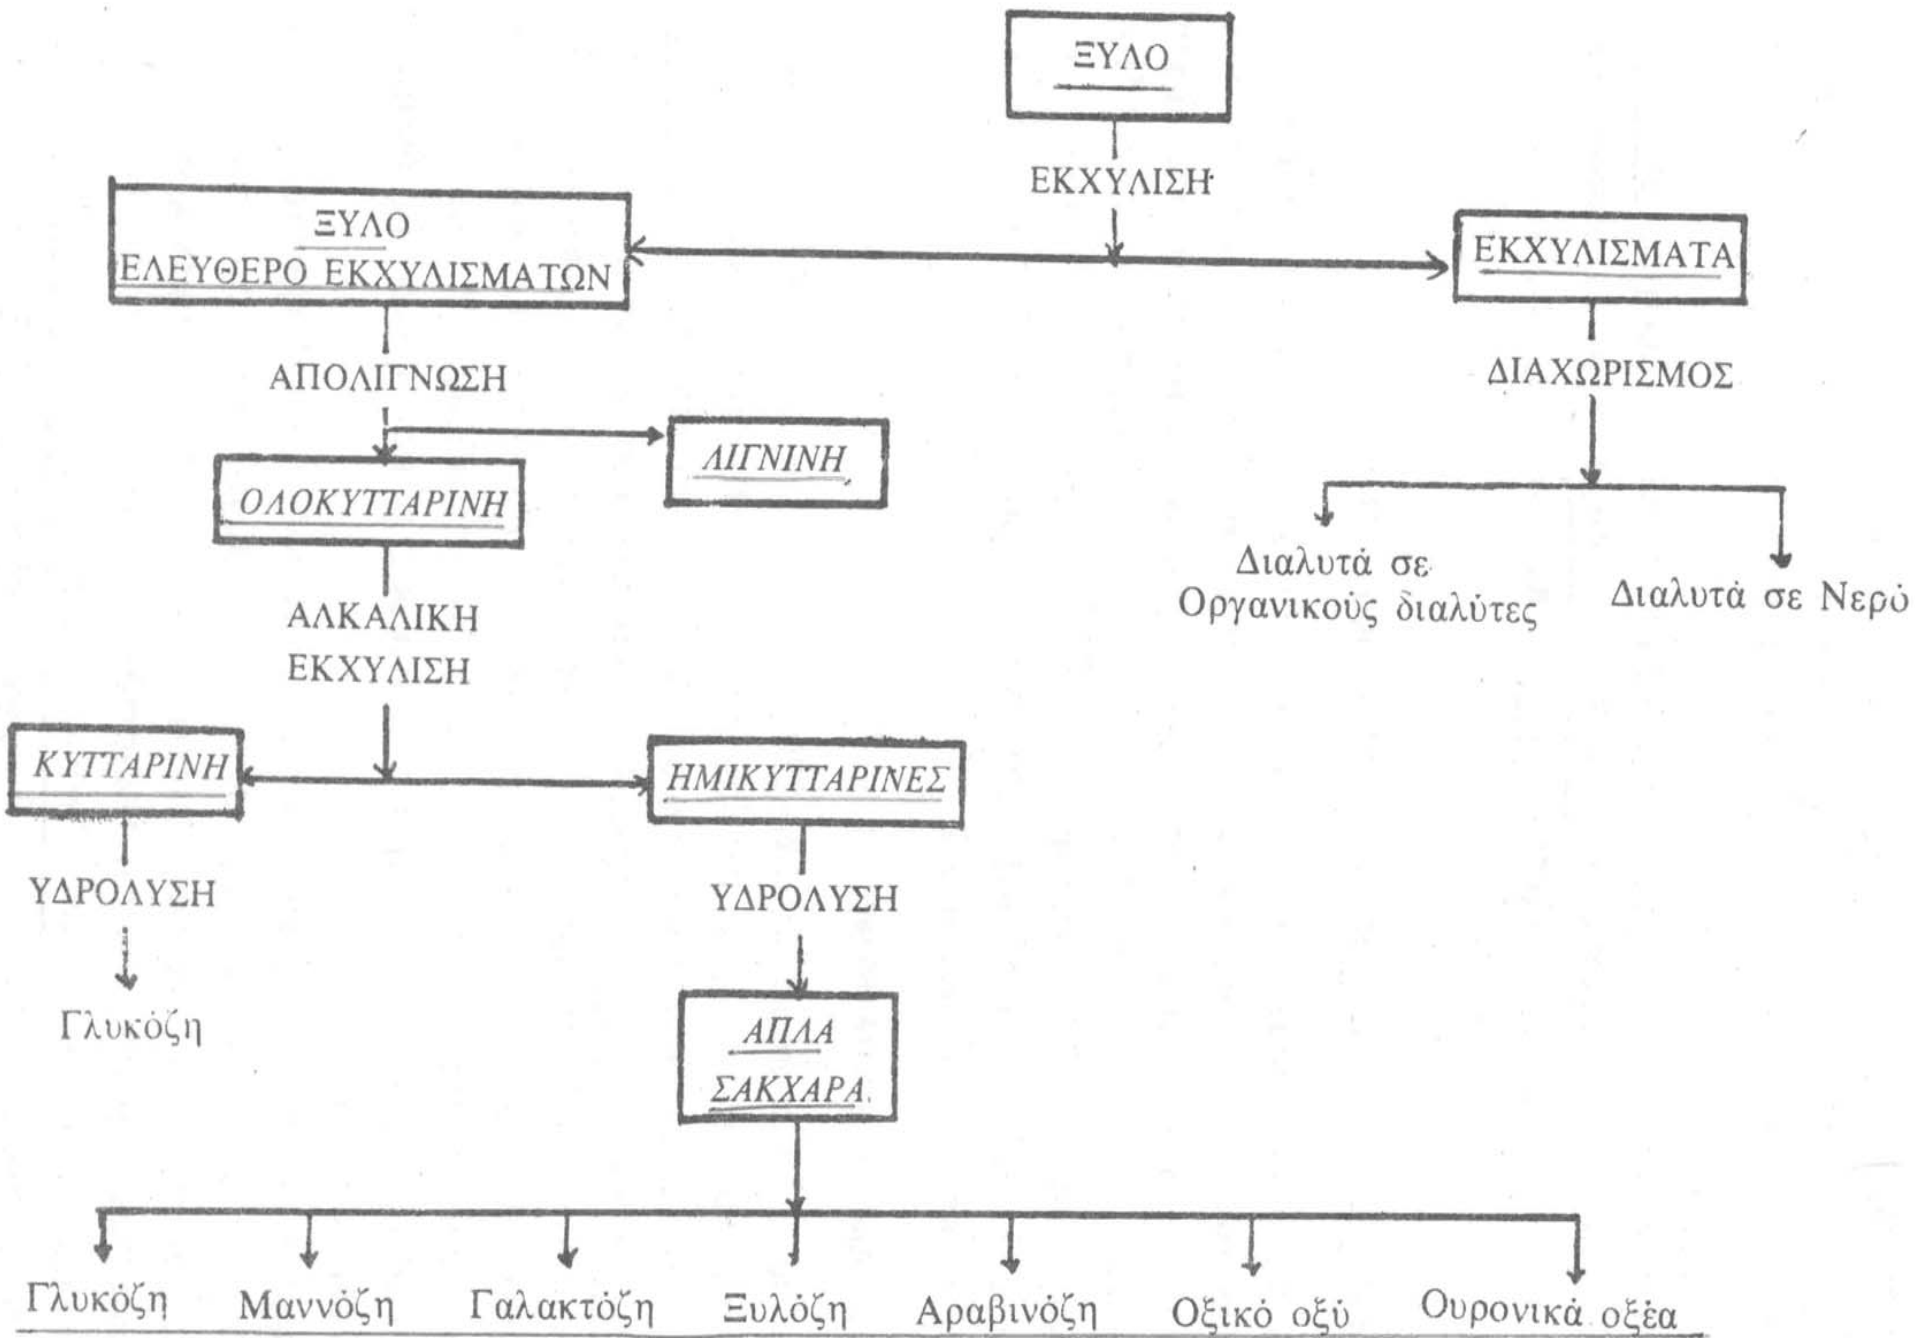 ΞΥΛΟ
ΕΚΧΥΛΙΣΗ
ΞΥΛΟ
ΕΛΕΥΘΕΡΟ ΕΚΧΥΛΙΣΜΑΤΩΝ
ΕΚΧΥΛΙΣΜΑΤΑ
ΑΠΟΛΙΓΝΩΣΗ
ΔΙΑΧΩΡΙΣΜΟΣ
ΛΙΓΝΙΝΗ
ΟΛΟΚΥΤΤΑΡΙΝΗ
Διαλυτά σε
Οργανικούς διαλύτες
Διαλυτά σε Νερό
ΑΛΚΑΛΙΚΗ
ΕΚΧΥΛΙΣΗ
ΚΥΤΤΑΡΙΝΗ
ΗΜΙΚΥΤΤΑΡΙΝΕΣ
ΥΔΡΟΛΥΣΗ
ΥΔΡΟΛΥΣΗ
Γλυκόζη
ΑΠΛΑ
ΣΑΚΧΑΡΑ
Γλυκόζη Μαννόζη Γαλακτόζη Ξυλόζη Αραβινόζη Οξικό οξύ Ουρονικά οξέα